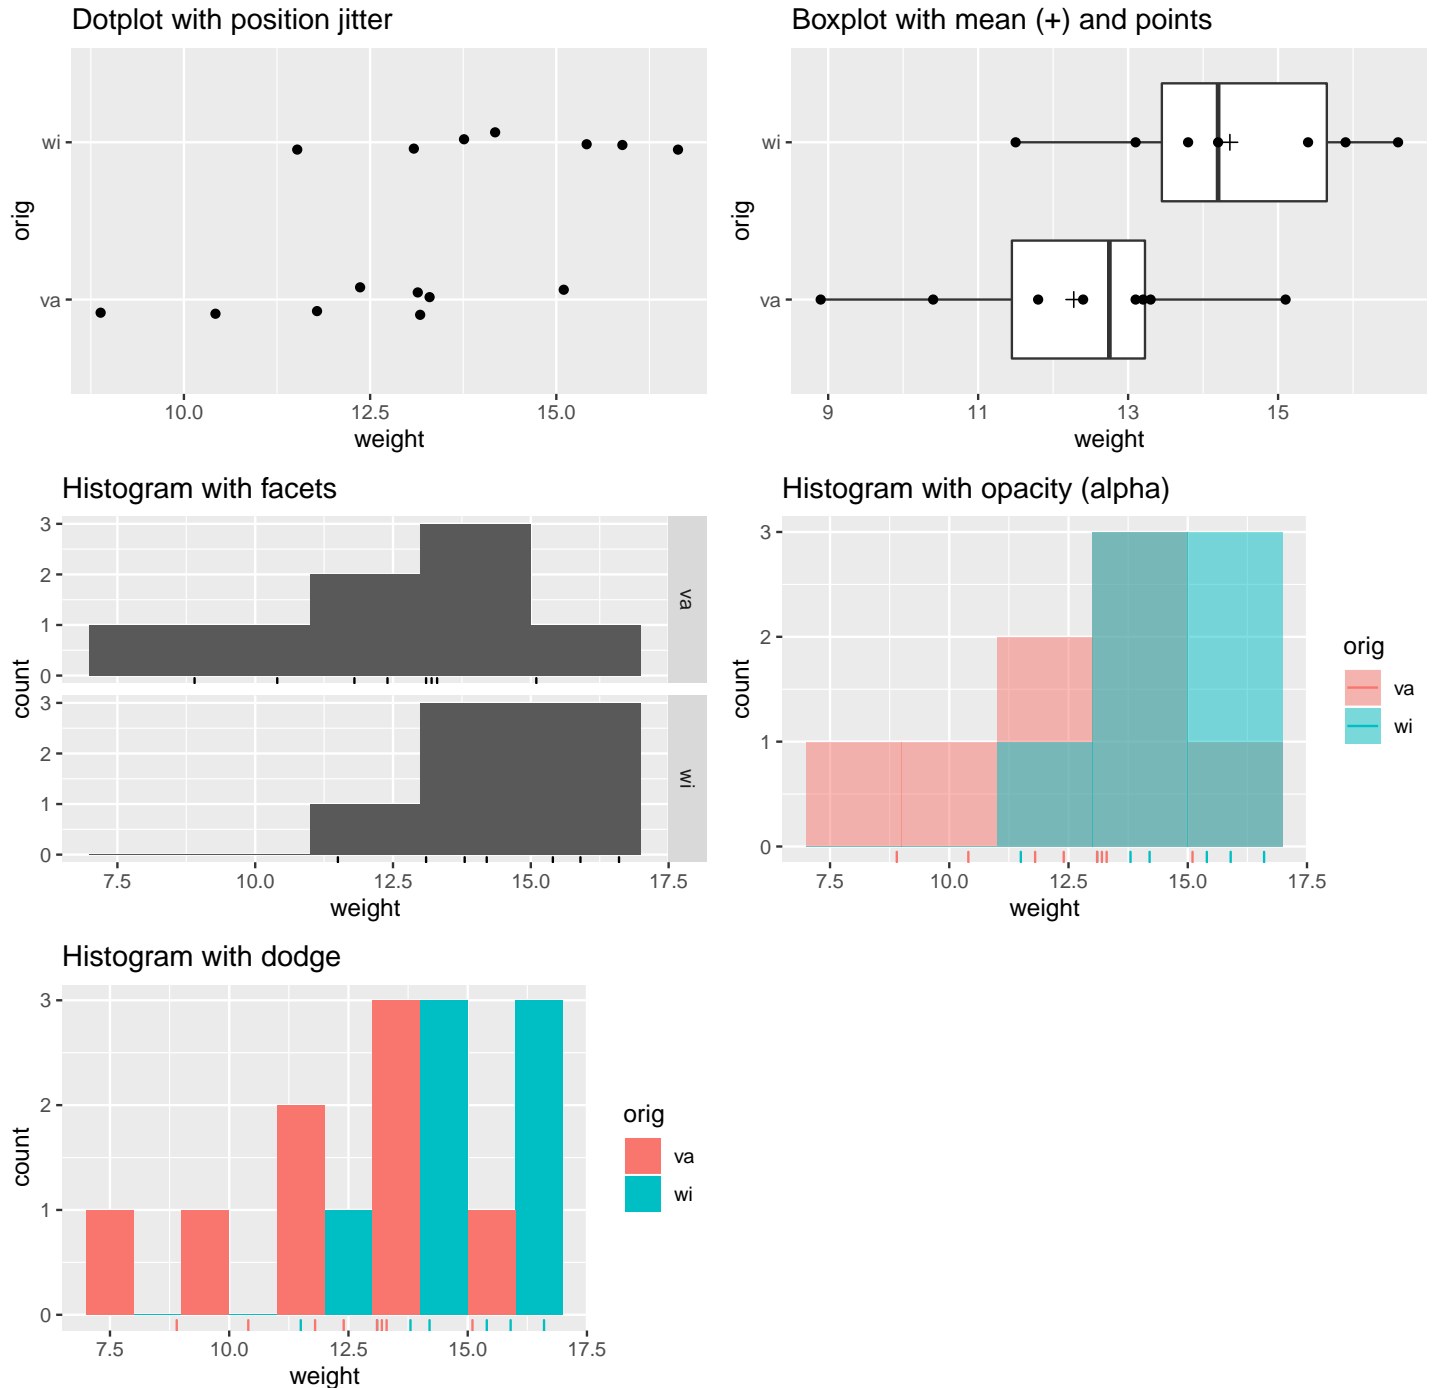 Dotplot with position jitter
wi
va
orig
10.0 12.5 15.0
weight
Boxplot with mean (+) and points
wi
va
orig
9 11 13 15
weight
Histogram with facets
3
2
1
0
va
3
2
1
0
wi
count
7.5 10.0 12.5 15.0 17.5
weight
Histogram with opacity (alpha)
3
2
1
0
count
7.5 10.0 12.5 15.0 17.5
weight
orig
va
wi
Histogram with dodge
3
2
1
0
count
7.5 10.0 12.5 15.0 17.5
weight
orig
va
wi